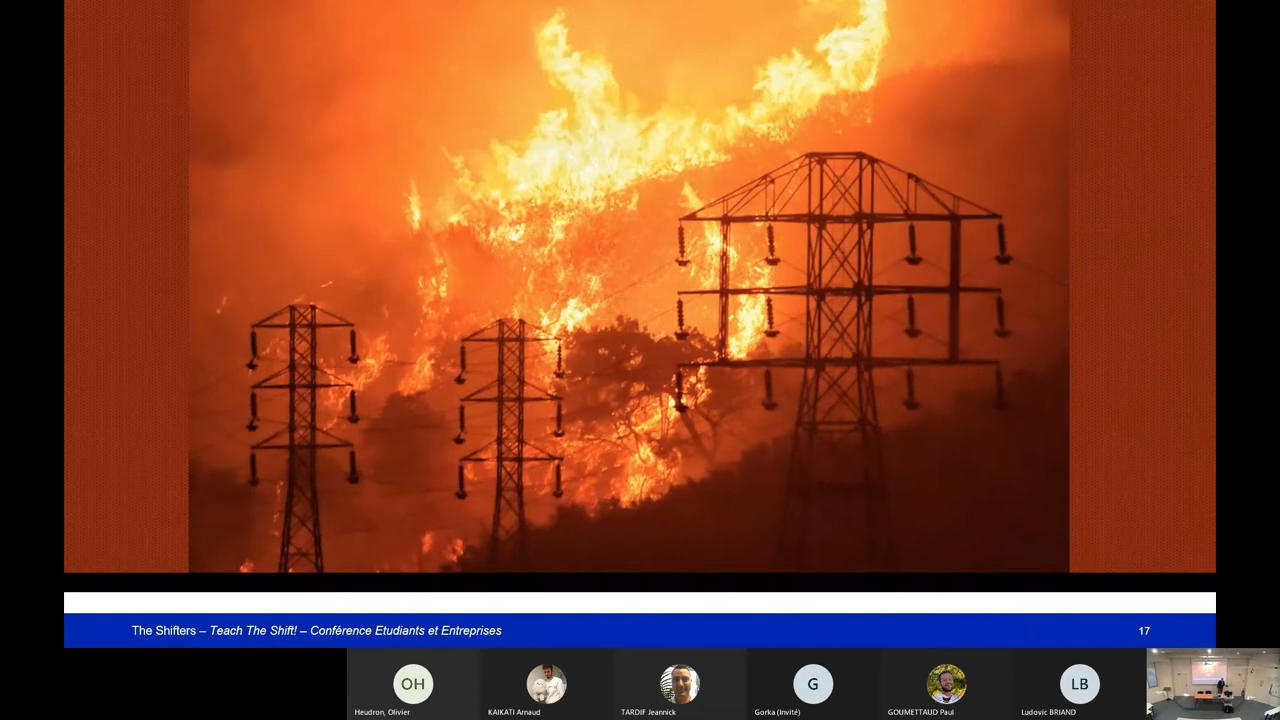 The Shifters – Teach The Shift! – Conférence Etudiants et Entreprises
17
OH
G
LB
Heudron, Olivier
KAIKATI Arnaud
TARDIF Jeannick
Gorka (Invité)
GOUMETTAUD Paul
Ludovic BRIAND